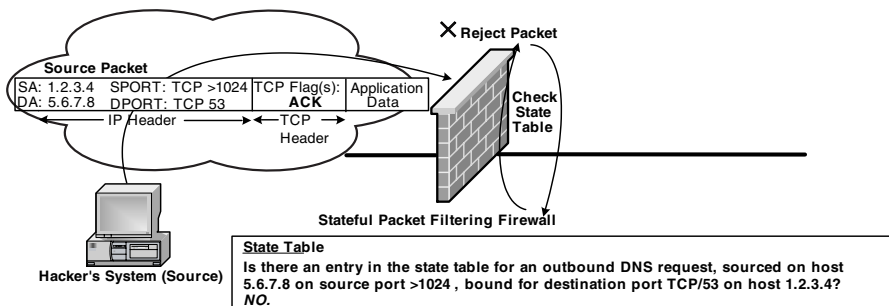 Reject Packet
Source Packet
SA: 1.2.3.4 SPORT: TCP >1024 TCP Flag(s): Application
DA: 5.6.7.8 DPORT: TCP 53 ACK Data
IP Header TCP
Header
Check
State
Table
Stateful Packet Filtering Firewall
Hacker's System (Source)
State Table
Is there an entry in the state table for an outbound DNS request, sourced on host
5.6.7.8 on source port >1024 , bound for destination port TCP/53 on host 1.2.3.4?
NO.